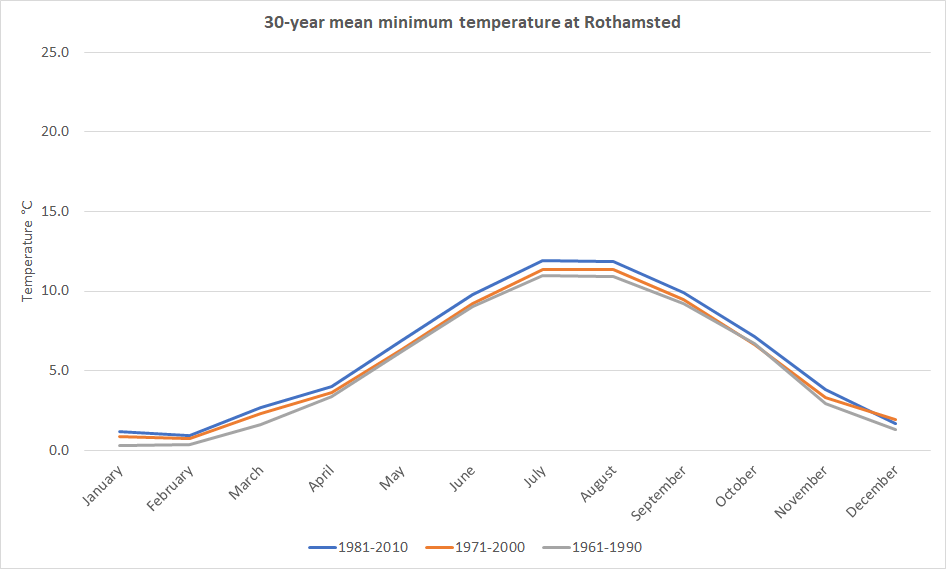 30-year mean minimum temperature at Rothamsted
25.0
20.0
15.0
10.0
5.0
0.0
Temperature °C
January
February
March
April
May
June
July
August
September
October
November
December
1981-2010
1971-2000
1961-1990